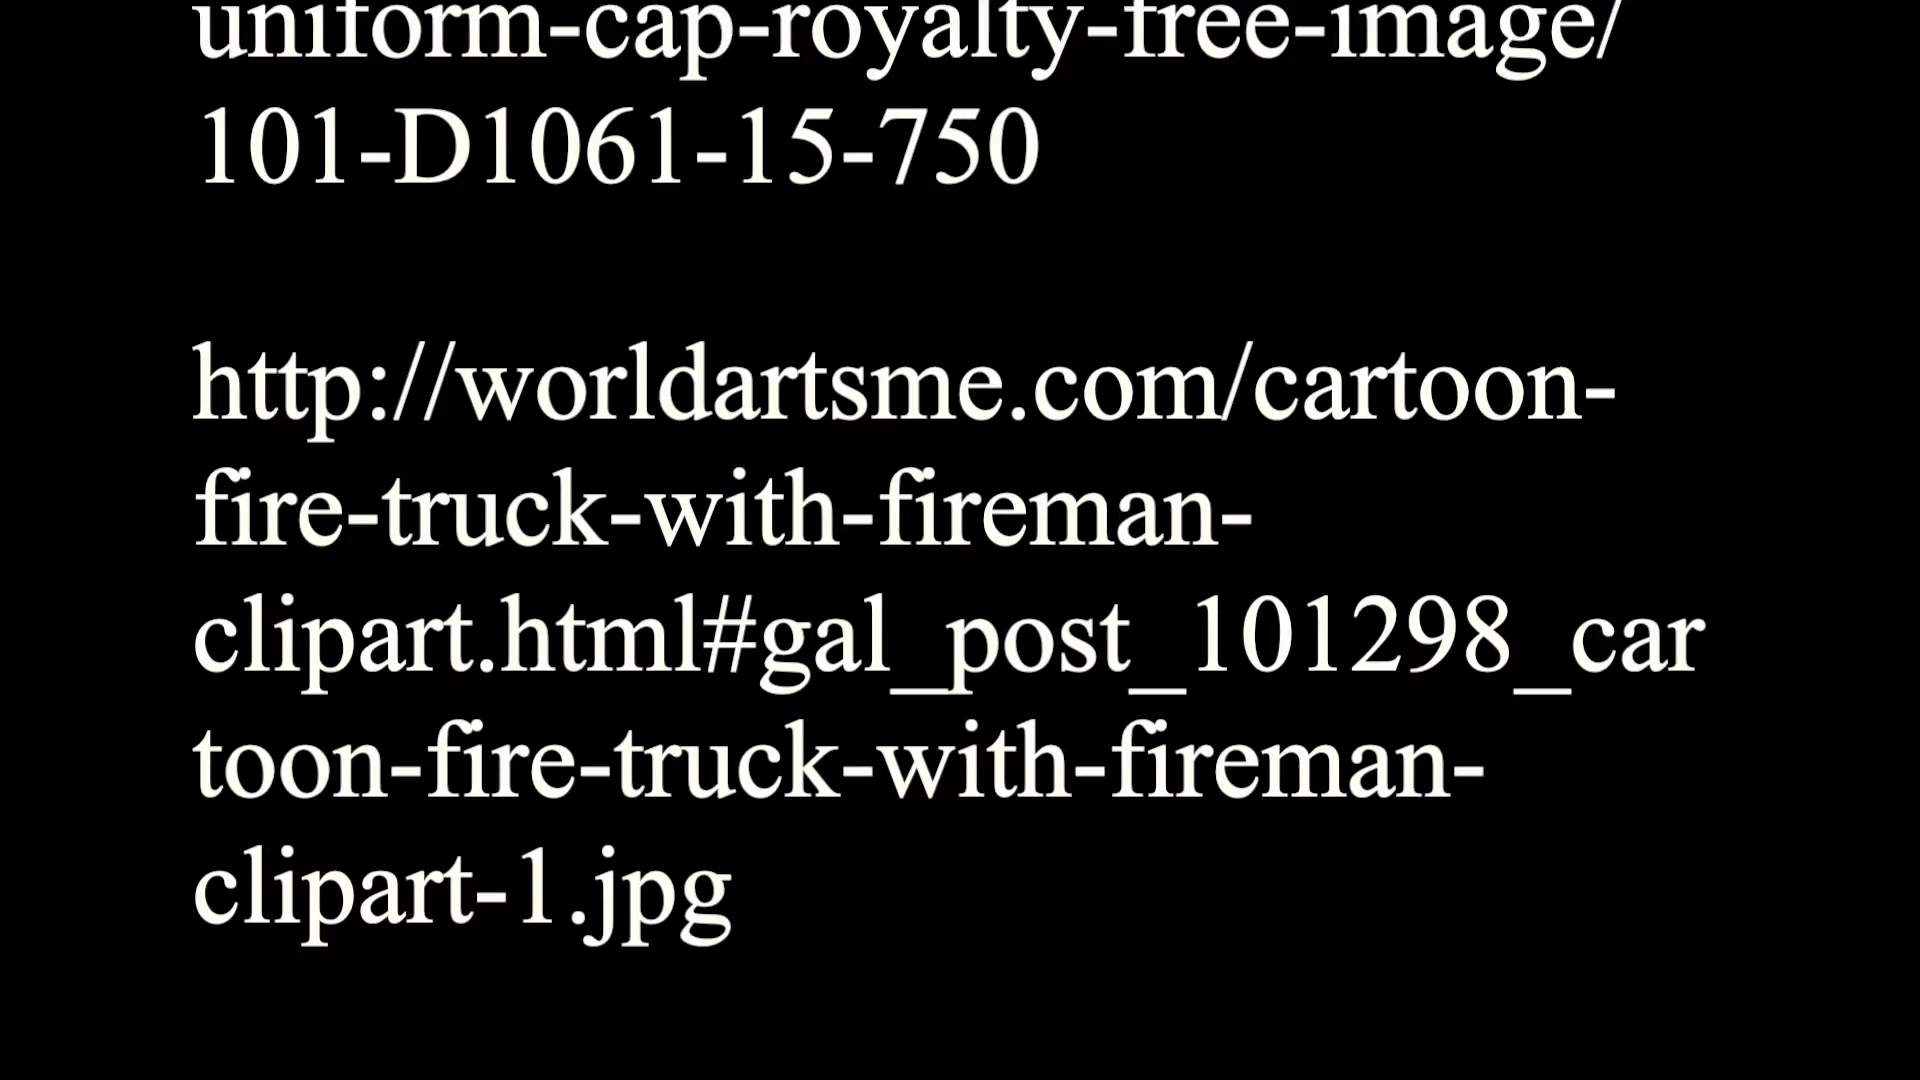 uniform-cap-royalty-free-image/
101-D1061-15-750
http://worldartsme.com/cartoon-
fire-truck-with-fireman-
clipart.html#gal_post_101298_car
toon-fire-truck-with-fireman-
clipart-1.jpg